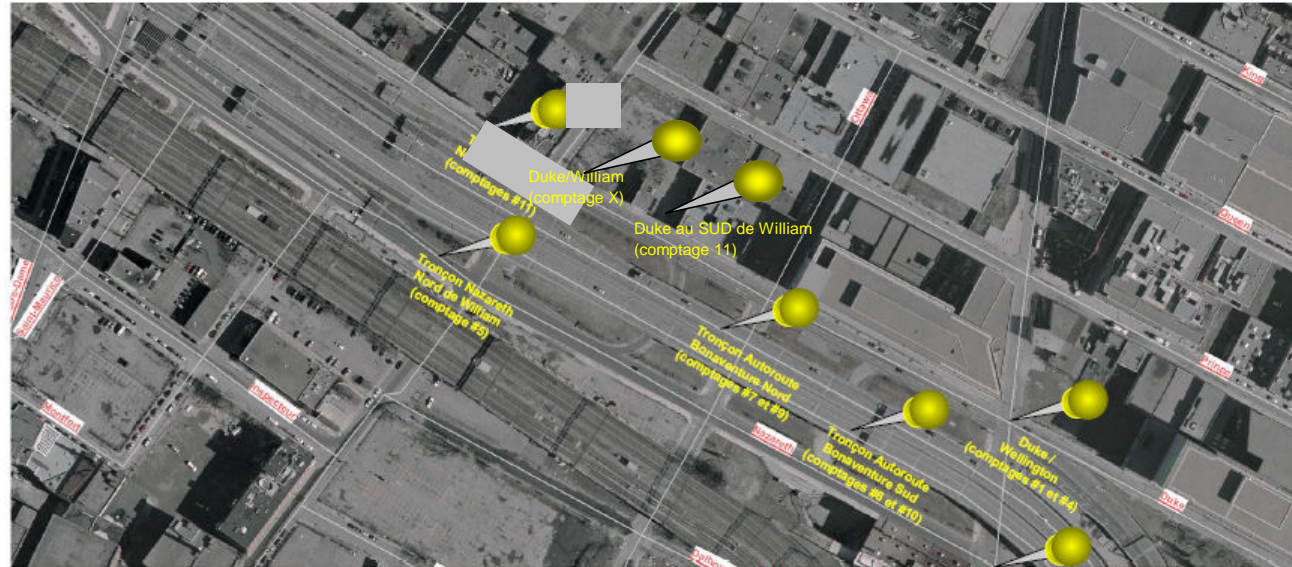 King
Ottawa
Queen
(comptages #11)
Duke/William
(comptage X)
Duke au SUD de William
(comptage 11)
Tronçon Nazareth
Nord de William
(comptage #5)
Saint-Maurice
Inspecteur
Montfort
Tronçon Autoroute
Bonaventure Nord
(comptages #7 et #9)
Prince
Nazareth
Tronçon Autoroute
Bonaventure Sud
(comptages #6 et #10)
Duke /
Wellington
(comptages #1 et #4)
Duke